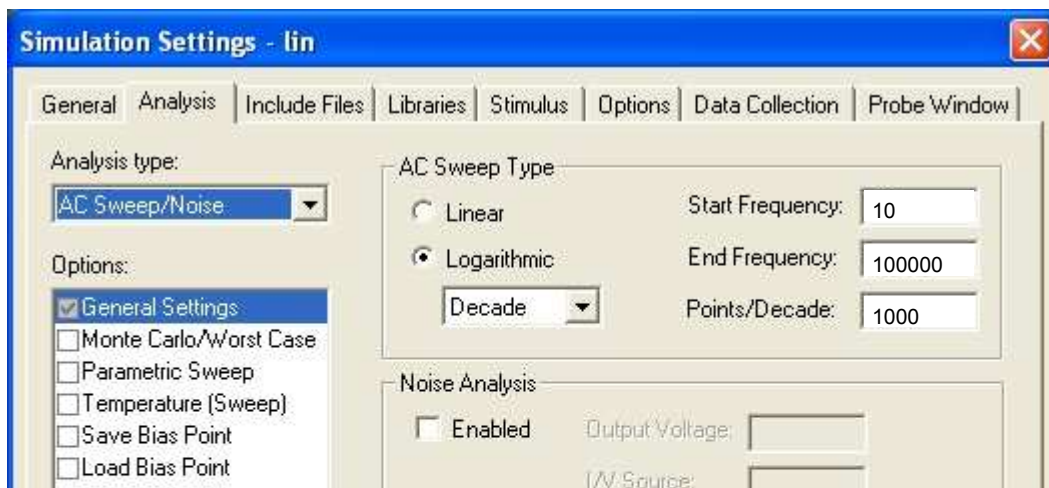 Simulation Settings - lin
General Analysis Include Files Libraries Stimulus Options Data Collection Probe Window
Analysis type:
AC Sweep/Noise
Options:
General Settings
Monte Carlo/Worst Case
Parametric Sweep
Temperature (Sweep)
Save Bias Point
Load Bias Point
AC Sweep Type
Linear
Logarithmic
Decade
Start Frequency: 10
End Frequency: 100000
Points/Decade: 1000
Noise Analysis
Enabled
Output Voltage:
I/V Source: